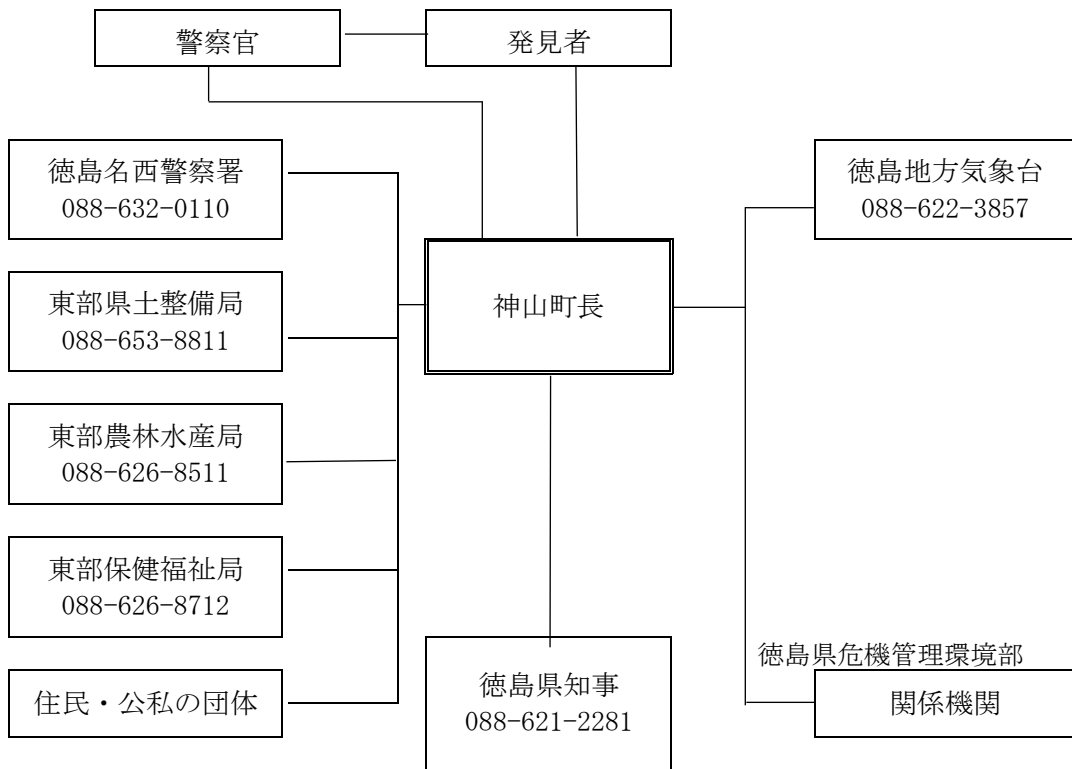 警察官
発見者
徳島名西警察署
088-632-0110
徳島地方気象台
088-622-3857
東部県土整備局
088-653-8811
神山町長
東部農林水産局
088-626-8511
東部保健福祉局
088-626-8712
住民・公私の団体
徳島県知事
088-621-2281
徳島県危機管理環境部
関係機関